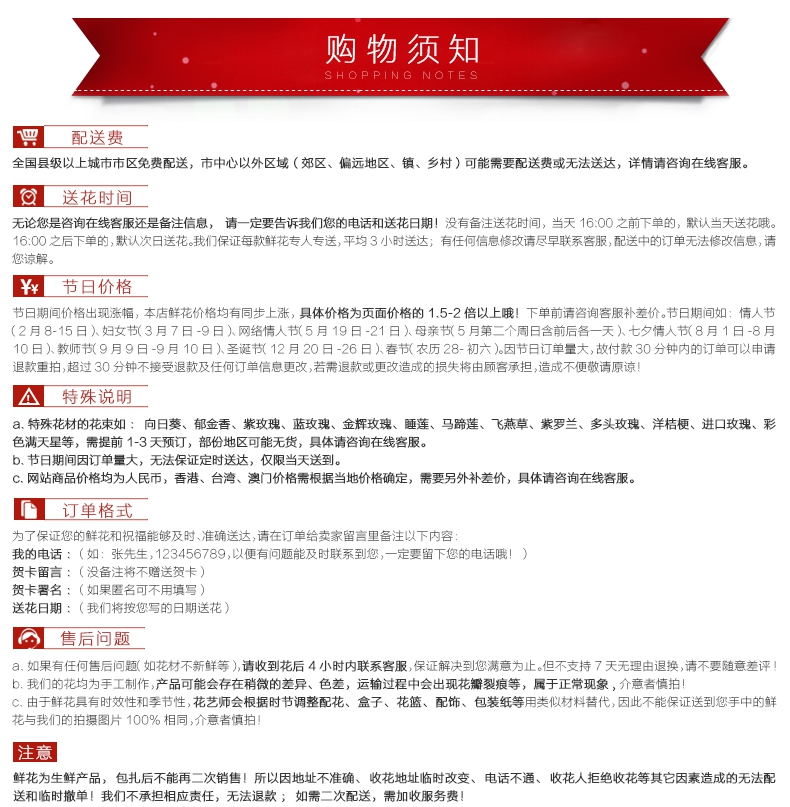 购物须知
SHOPPING NOTES
配送费
全国县级以上城市市区免费配送，市中心以外区域（郊区、偏远地区、镇、乡村）可能需要配送费或无法送达，详情请咨询在线客服。
送花时间
无论您是咨询在线客服还是备注信息， 请一定要告诉我们您的电话和送花日期！没有备注送花时间，当天 16:00 之前下单的，默认当天送花哦。
16:00 之后下单的，默认次日送花。我们保证每款鲜花专人专送，平均 3 小时送达；有任何信息修改请尽早联系客服，配送中的订单无法修改信息，请
您谅解。
节日价格
节日期间价格出现涨幅，本店鲜花价格均有同步上涨，具体价格为页面价格的 1.5-2 倍以上哦！下单前请咨询客服补差价。节日期间如：情人节
（2 月 8-15 日）、妇女节（3 月 7 日 -9 日）、网络情人节（5 月 19 日 -21 日）、母亲节（5 月第二个周日含前后各一天）、七夕情人节（8 月 1 日 -8 月
10 日）、教师节（9 月 9 日 -9 月 10 日）、圣诞节（12 月 20 日 -26 日）、春节（农历 28- 初六）。因节日订单量大，故付款 30 分钟内的订单可以申请
退款重拍，超过 30 分钟不接受退款及任何订单信息更改，若需退款或更改造成的损失将由顾客承担，造成不便敬请原谅！
特殊说明
a. 特殊花材的花束如： 向日葵、郁金香、紫玫瑰、蓝玫瑰、金辉玫瑰、睡莲、马蹄莲、飞燕草、紫罗兰、多头玫瑰、洋桔梗、进口玫瑰、彩
色满天星等，需提前 1-3 天预订，部份地区可能无货，具体请咨询在线客服。
b. 节日期间因订单量大，无法保证定时送达，仅限当天送到。
c. 网站商品价格均为人民币，香港、台湾、澳门价格需根据当地价格确定，需要另外补差价，具体请咨询在线客服。
订单格式
为了保证您的鲜花和祝福能够及时、准确送达，请在订单给卖家留言里备注以下内容：
我的电话：（如：张先生，123456789，以便有问题能及时联系到您，一定要留下您的电话哦！）
贺卡留言：（没备注将不赠送贺卡）
贺卡署名：（如果匿名可不用填写）
送花日期：（我们将按您写的日期送花）
售后问题
a. 如果有任何售后问题（如花材不新鲜等），请收到花后 4 小时内联系客服，保证解决到您满意为止。但不支持 7 天无理由退换，请不要随意差评！
b. 我们的花均为手工制作，产品可能会存在稍微的差异、色差，运输过程中会出现花瓣裂痕等，属于正常现象，介意者慎拍！
c. 由于鲜花具有时效性和季节性，花艺师会根据时节调整配花、盒子、花篮、配饰、包装纸等用类似材料替代，因此不能保证送到您手中的鲜
花与我们的拍摄图片 100% 相同，介意者慎拍！
注意
鲜花为生鲜产品，包扎后不能再二次销售！所以因地址不准确、收花地址临时改变、电话不通、收花人拒绝收花等其它因素造成的无法配
送和临时撤单！我们不承担相应责任，无法退款； 如需二次配送，需加收服务费！